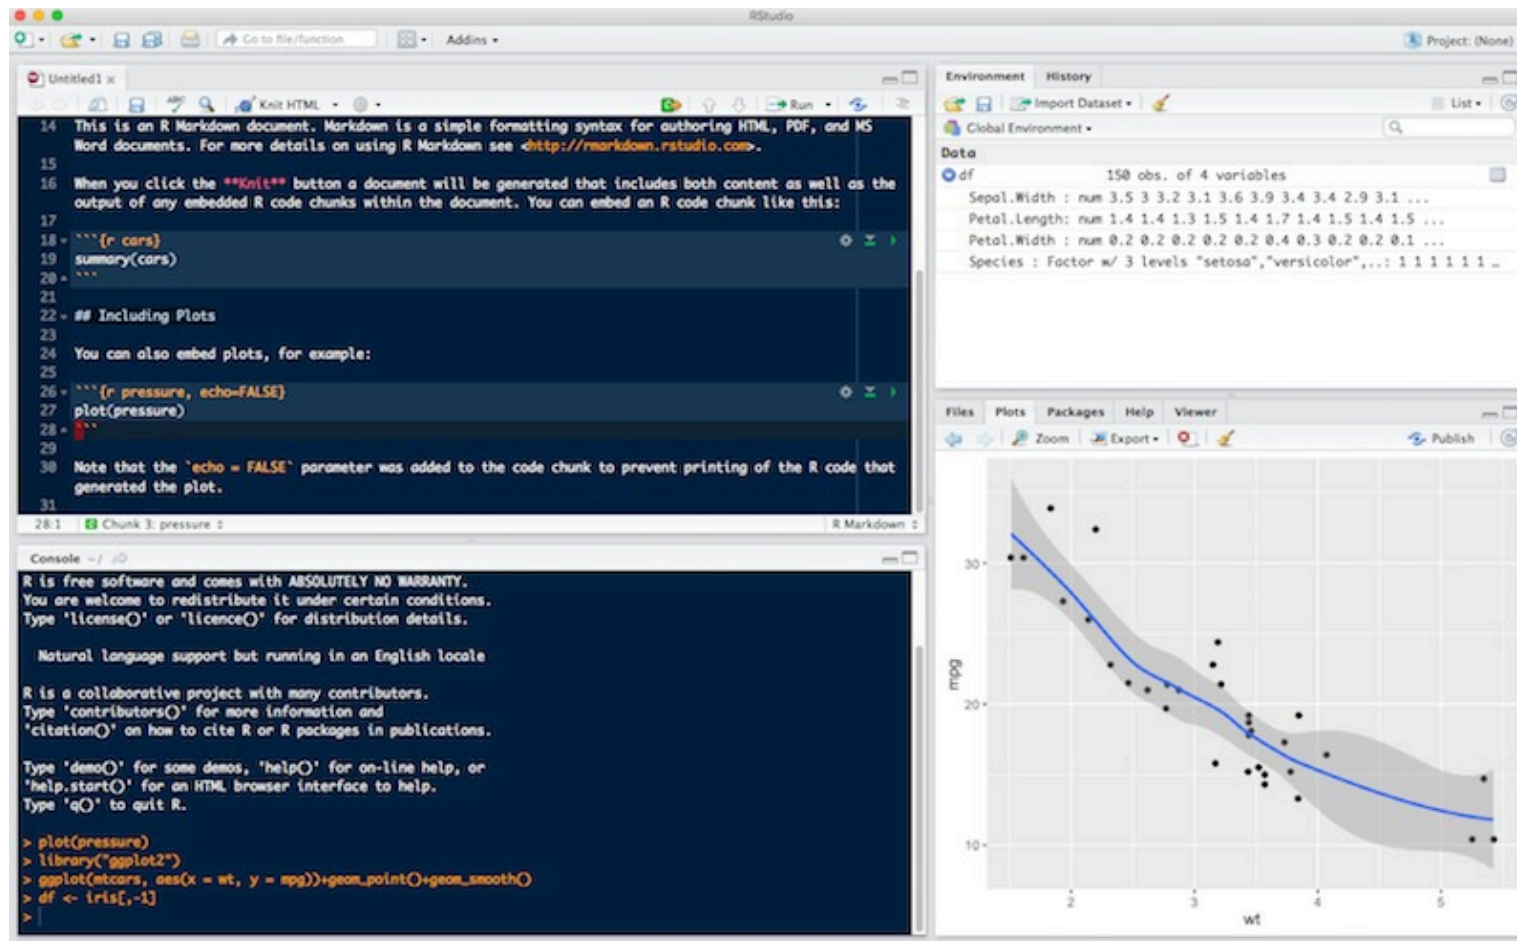 RStudio
Go to file/function
Addins
Project: (None)
Untitled1
ABC
Knit HTML
Run
14 This is an R Markdown document. Markdown is a simple formatting syntax for authoring HTML, PDF, and MS
Word documents. For more details on using R Markdown see <http://rmarkdown.rstudio.com>.
15
16 When you click the **Knit** button a document will be generated that includes both content as well as the
output of any embedded R code chunks within the document. You can embed an R code chunk like this:
17
18 ```{r cars}
19 summary(cars)
20 ```
21
22 ## Including Plots
23
24 You can also embed plots, for example:
25
26 ```{r pressure, echo=FALSE}
27 plot(pressure)
28 ```
29
30 Note that the `echo = FALSE` parameter was added to the code chunk to prevent printing of the R code that
generated the plot.
31
28:1 Chunk 3: pressure R Markdown
Console ~/
R is free software and comes with ABSOLUTELY NO WARRANTY.
You are welcome to redistribute it under certain conditions.
Type 'license()' or 'licence()' for distribution details.
Natural language support but running in an English locale
R is a collaborative project with many contributors.
Type 'contributors()' for more information and
'citation()' on how to cite R or R packages in publications.
Type 'demo()' for some demos, 'help()' for on-line help, or
'help.start()' for an HTML browser interface to help.
Type 'q()' to quit R.
> plot(pressure)
> library("ggplot2")
> ggplot(mtcars, aes(x = wt, y = mpg))+geom_point()+geom_smooth()
> df <- iris[,-1]
>
Environment History
Import Dataset List
Global Environment
Data
df 150 obs. of 4 variables
Sepal.Width : num 3.5 3 3.2 3.1 3.6 3.9 3.4 3.4 2.9 3.1 ...
Petal.Length: num 1.4 1.4 1.3 1.5 1.4 1.7 1.4 1.5 1.4 1.5 ...
Petal.Width : num 0.2 0.2 0.2 0.2 0.2 0.4 0.3 0.2 0.2 0.1 ...
Species : Factor w/ 3 levels "setosa","versicolor",..: 1 1 1 1 1 1 …
Files Plots Packages Help Viewer
Zoom Export Publish
30
20
10
mpg
2 3 4 5
wt